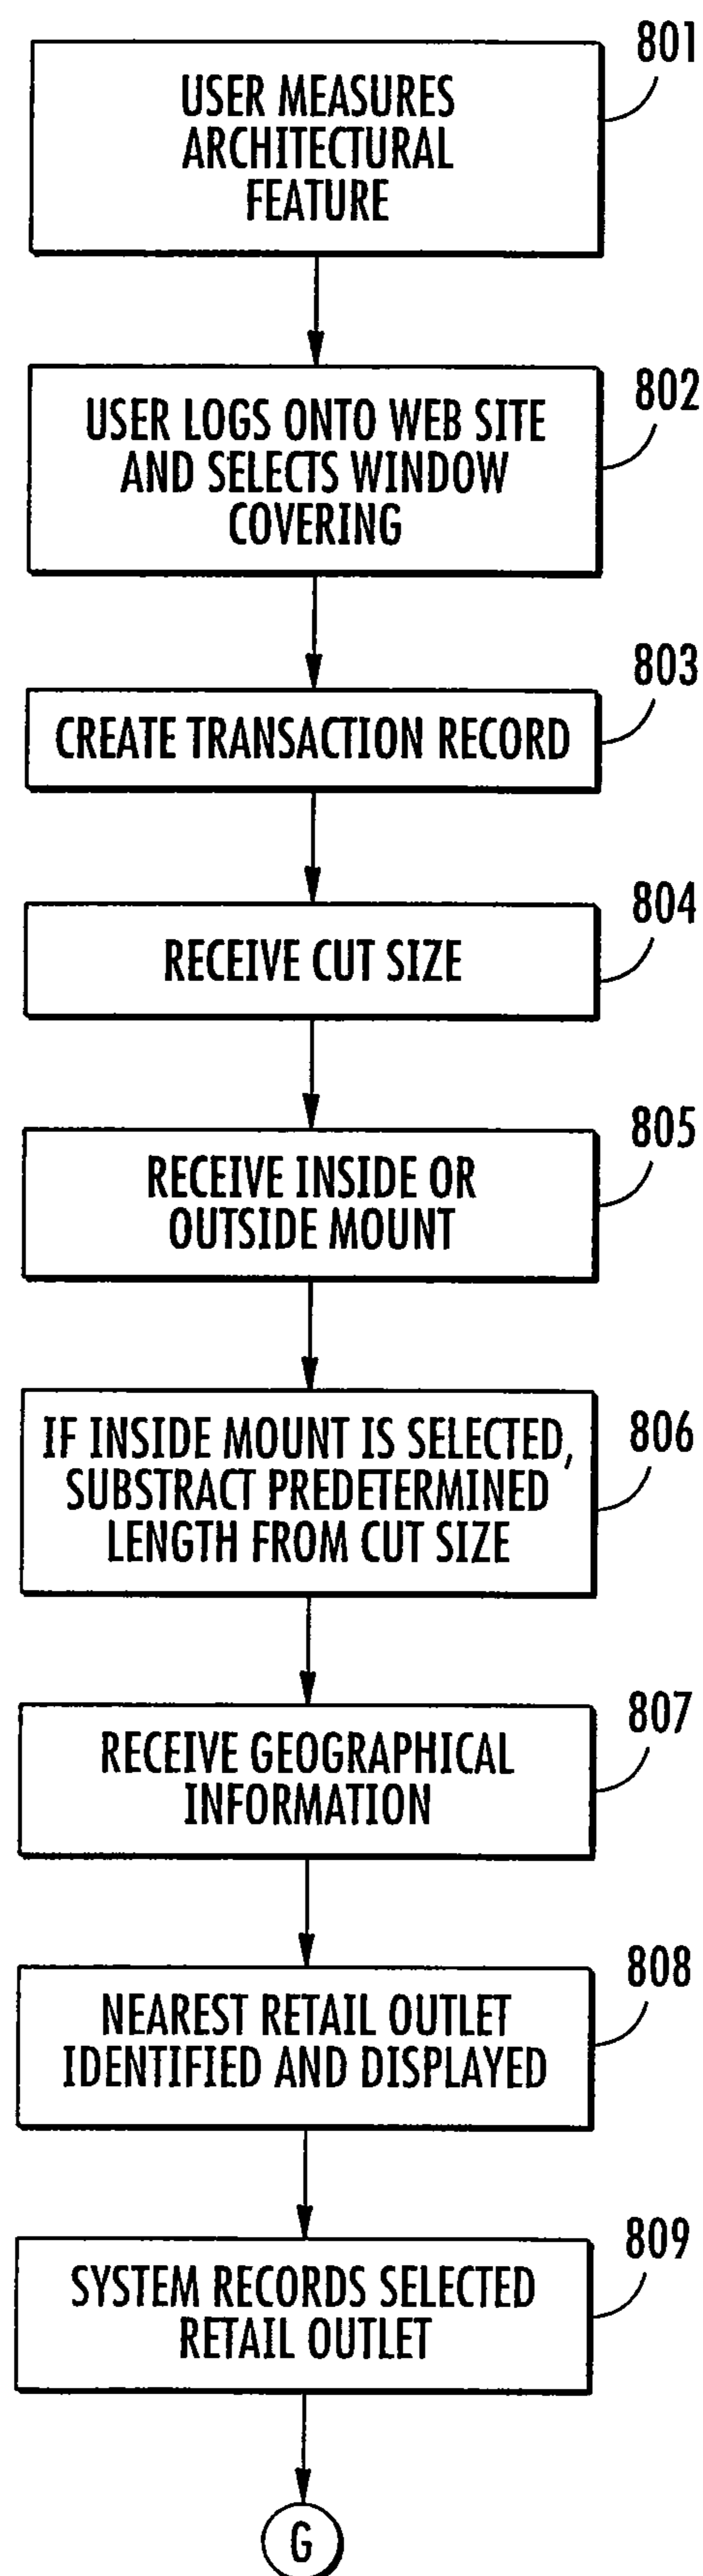 801
USER MEASURES
ARCHITECTURAL
FEATURE
802
USER LOGS ONTO WEB SITE
AND SELECTS WINDOW
COVERING
803
CREATE TRANSACTION RECORD
804
RECEIVE CUT SIZE
805
RECEIVE INSIDE OR
OUTSIDE MOUNT
806
IF INSIDE MOUNT IS SELECTED,
SUBSTRACT PREDETERMINED
LENGTH FROM CUT SIZE
807
RECEIVE GEOGRAPHICAL
INFORMATION
808
NEAREST RETAIL OUTLET
IDENTIFIED AND DISPLAYED
809
SYSTEM RECORDS SELECTED
RETAIL OUTLET
G